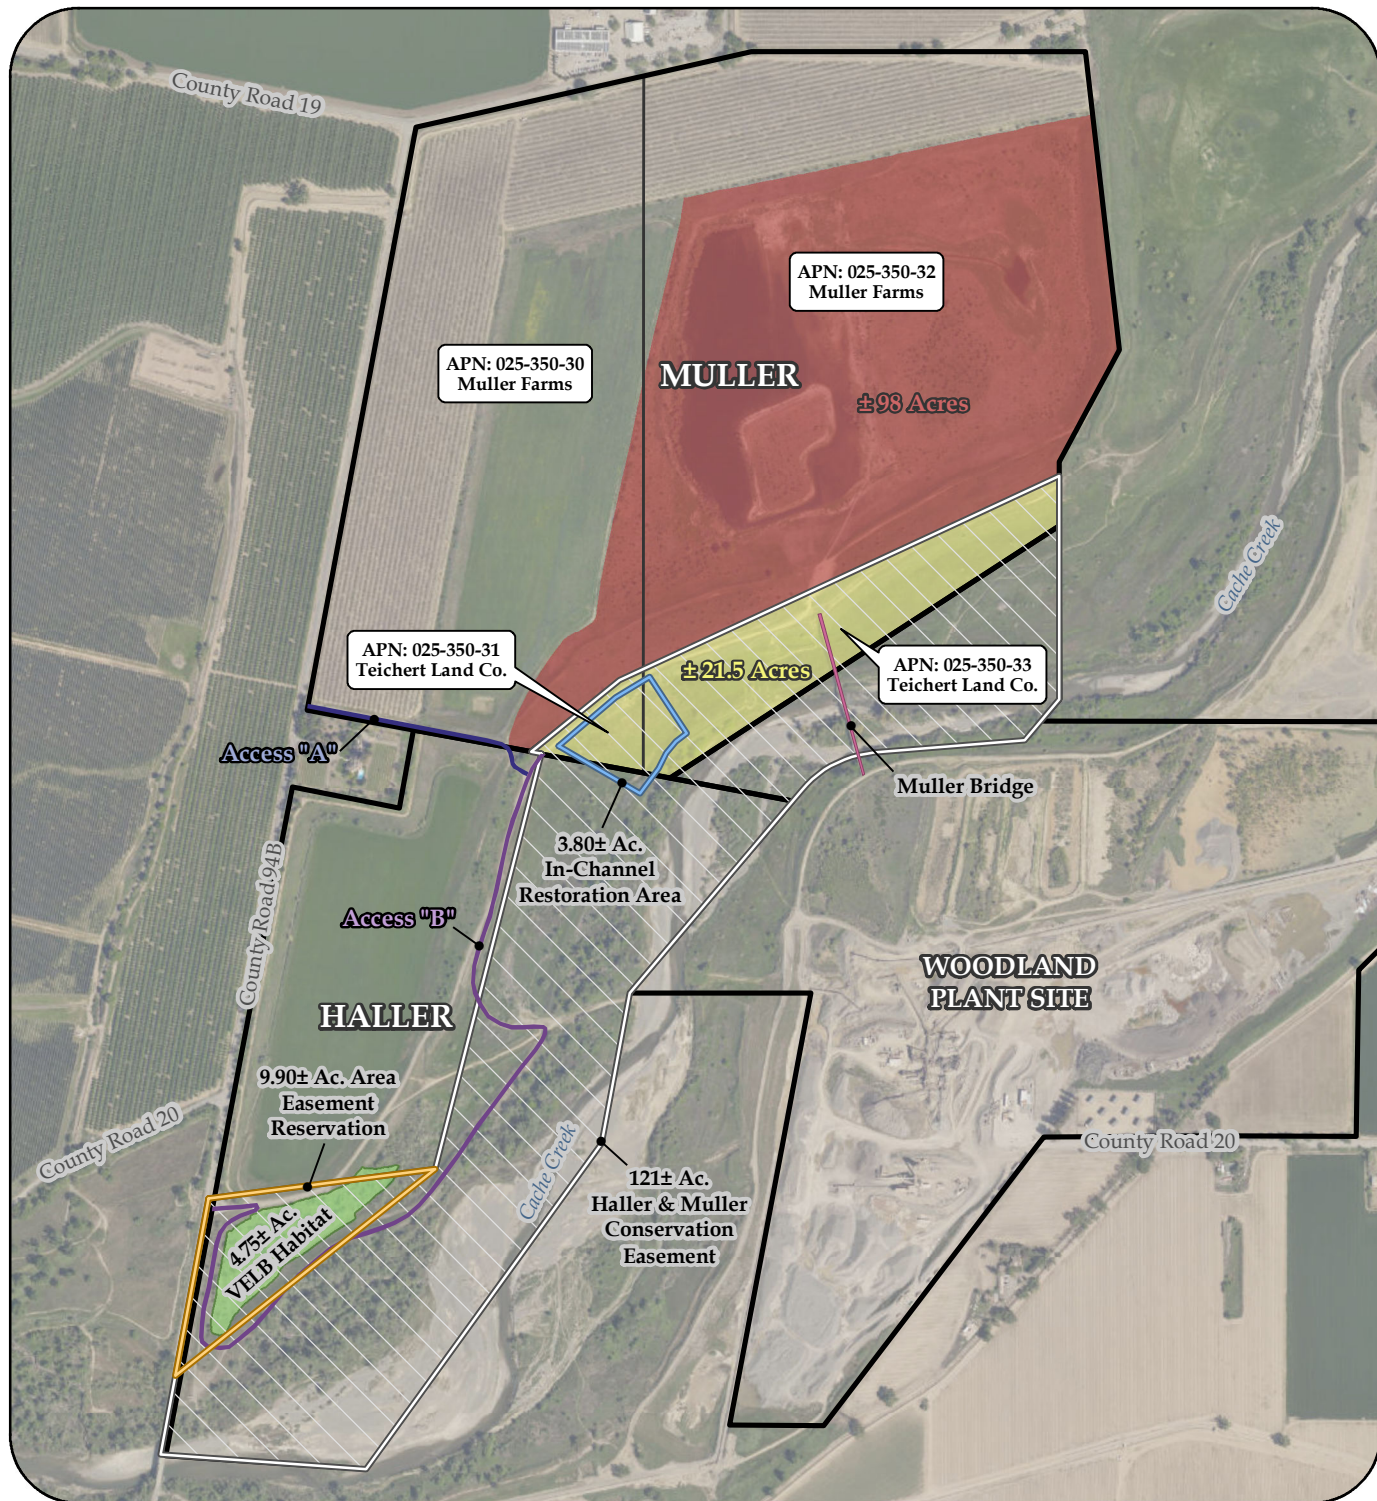 County Road 19
APN: 025-350-32
Muller Farms
APN: 025-350-30
Muller Farms
MULLER
± 98 Acres
Cache Creek
APN: 025-350-31
Teichert Land Co.
± 21.5 Acres
APN: 025-350-33
Teichert Land Co.
Access "A"
Muller Bridge
3.80± Ac.
In-Channel
Restoration Area
County Road 94B
Access "B"
WOODLAND
PLANT SITE
HALLER
9.90± Ac. Area
Easement
Reservation
County Road 20
County Road 20
Cache Creek
121± Ac.
Haller & Muller
Conservation
Easement
4.75± Ac.
VELB Habitat